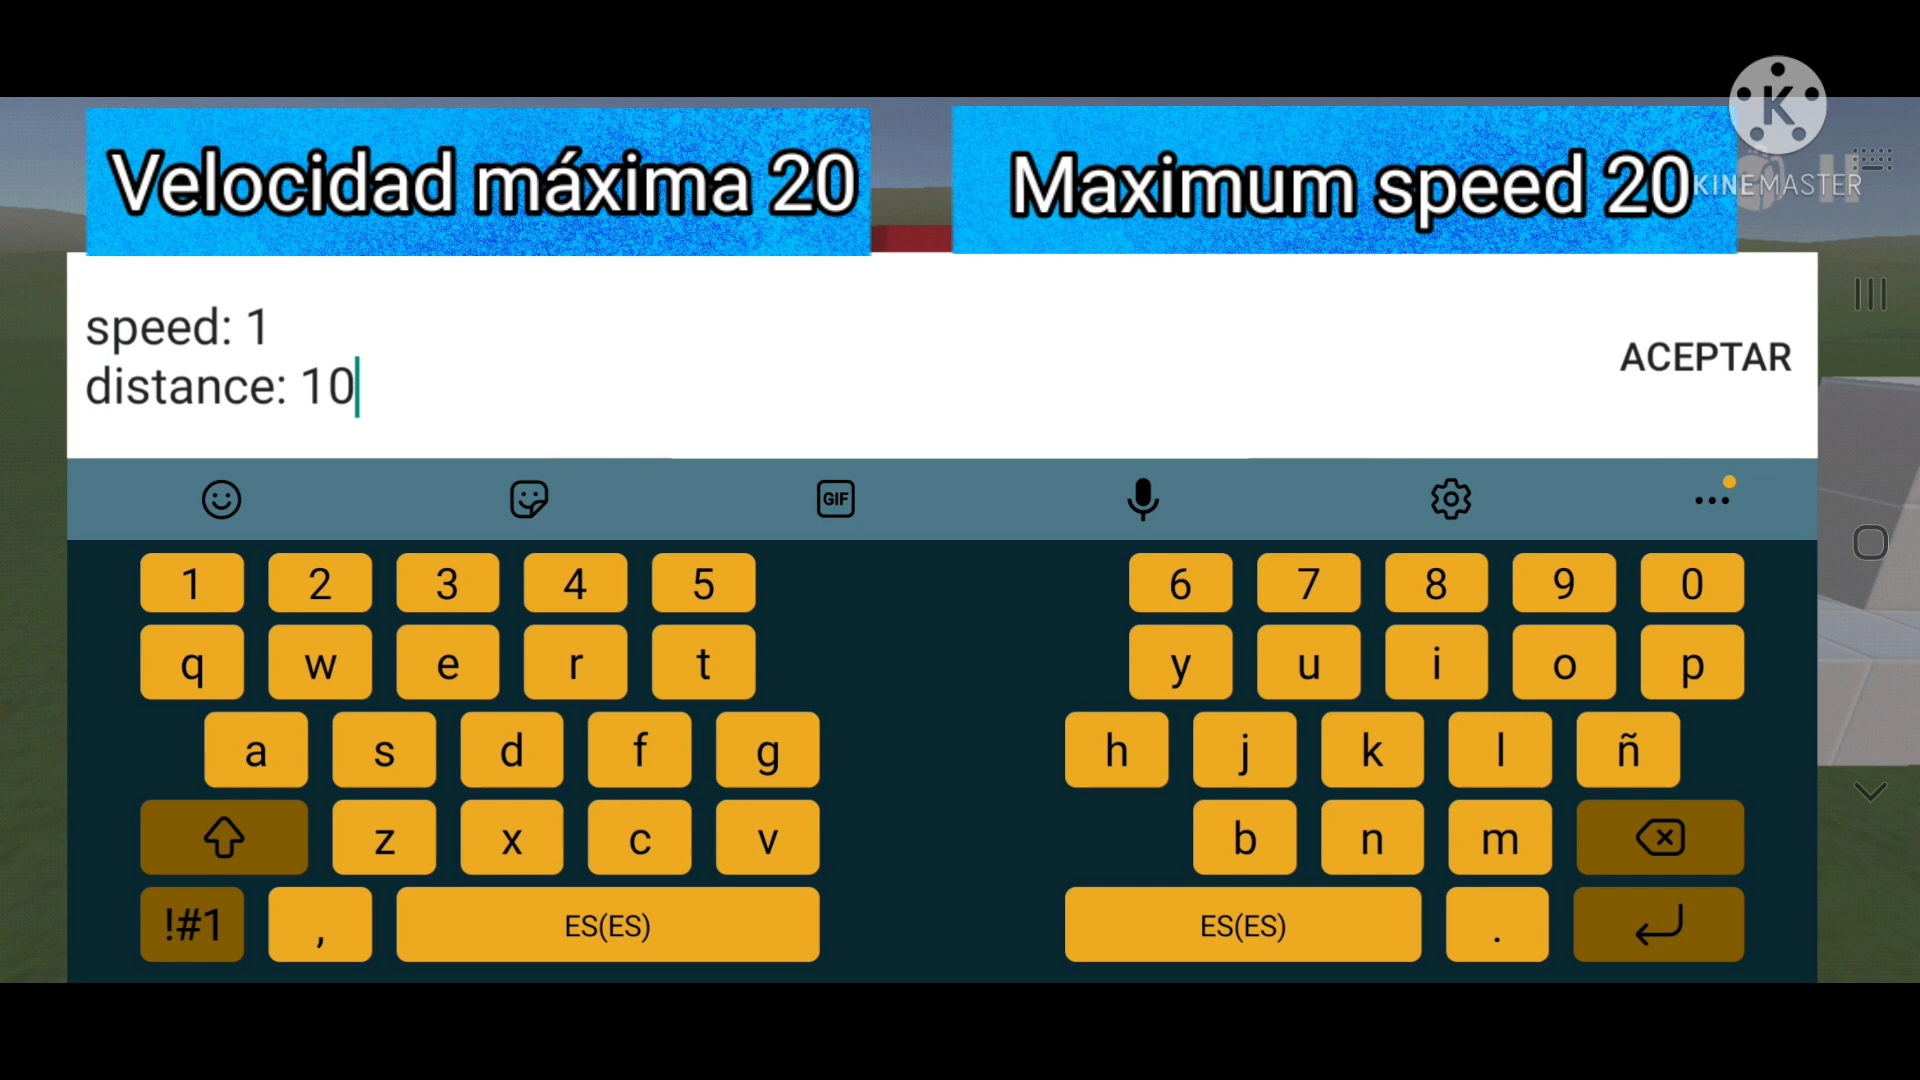 Velocidad máxima 20
Maximum speed 20
K
KINEMASTER
speed: 1
distance: 10
ACEPTAR
GIF
1 2 3 4 5 6 7 8 9 0
q w e r t y u i o p
a s d f g h j k l ñ
z x c v b n m
!#1 , ES(ES) ES(ES) .